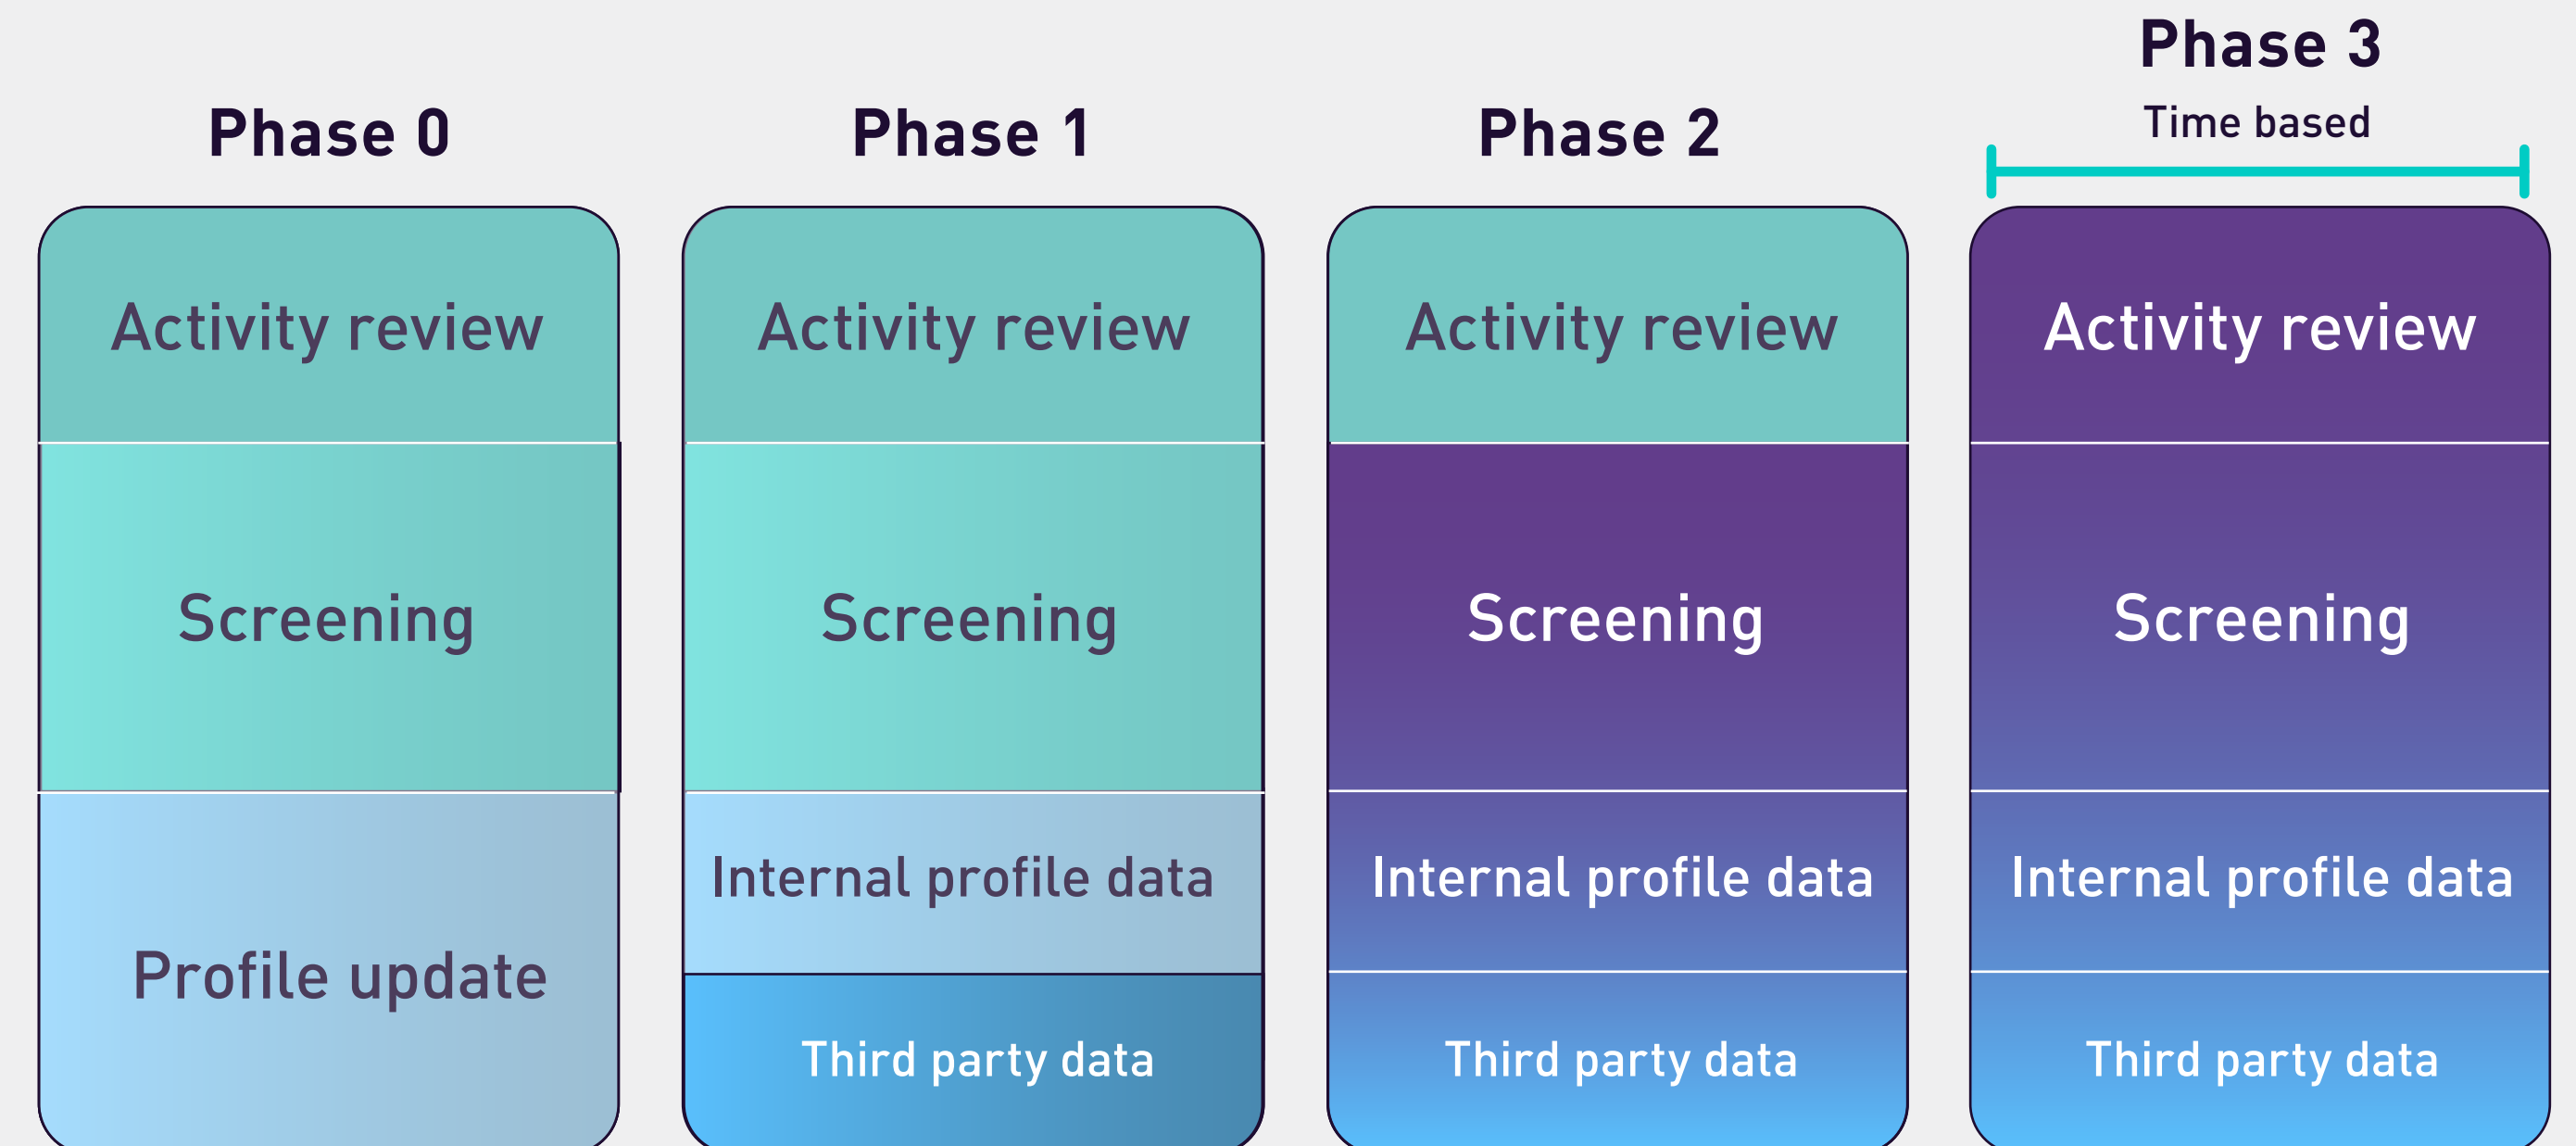 Phase 0
Activity review
Screening
Profile update
Phase 1
Activity review
Screening
Internal profile data
Third party data
Phase 2
Activity review
Screening
Internal profile data
Third party data
Phase 3
Time based
Activity review
Screening
Internal profile data
Third party data